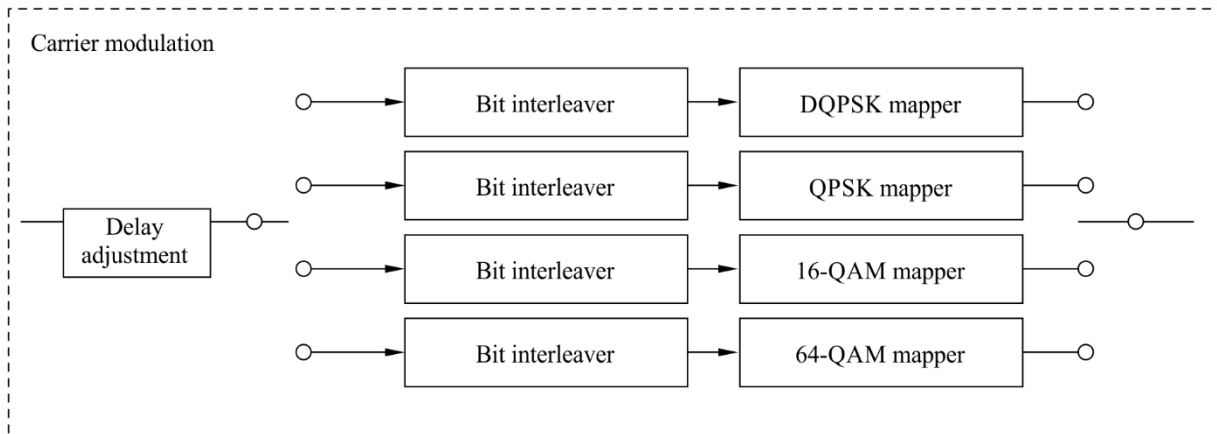 Carrier modulation
Bit interleaver
DQPSK mapper
Bit interleaver
QPSK mapper
Delay
adjustment
Bit interleaver
16-QAM mapper
Bit interleaver
64-QAM mapper